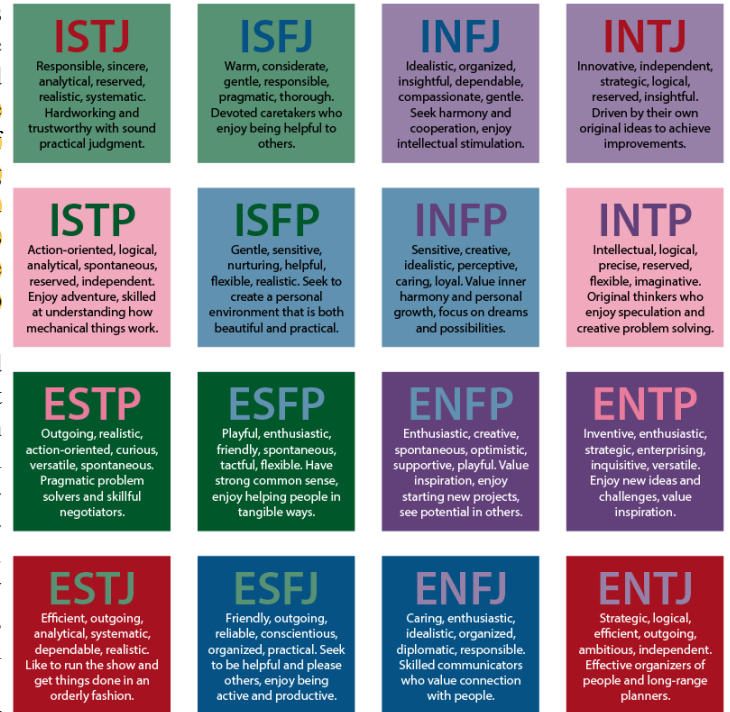 ISTJ
Responsible, sincere,
analytical, reserved,
realistic, systematic.
Hardworking and
trustworthy with sound
practical judgment.
ISFJ
Warm, considerate,
gentle, responsible,
pragmatic, thorough.
Devoted caretakers who
enjoy being helpful to
others.
INFJ
Idealistic, organized,
insightful, dependable,
compassionate, gentle.
Seek harmony and
cooperation, enjoy
intellectual stimulation.
INTJ
Innovative, independent,
strategic, logical,
reserved, insightful.
Driven by their own
original ideas to achieve
improvements.
ISTP
Action-oriented, logical,
analytical, spontaneous,
reserved, independent.
Enjoy adventure, skilled
at understanding how
mechanical things work.
ISFP
Gentle, sensitive,
nurturing, helpful,
flexible, realistic. Seek to
create a personal
environment that is both
beautiful and practical.
INFP
Sensitive, creative,
idealistic, perceptive,
caring, loyal. Value inner
harmony and personal
growth, focus on dreams
and possibilities.
INTP
Intellectual, logical,
precise, reserved,
flexible, imaginative.
Original thinkers who
enjoy speculation and
creative problem solving.
ESTP
Outgoing, realistic,
action-oriented, curious,
versatile, spontaneous.
Pragmatic problem
solvers and skillful
negotiators.
ESFP
Playful, enthusiastic,
friendly, spontaneous,
tactful, flexible. Have
strong common sense,
enjoy helping people in
tangible ways.
ENFP
Enthusiastic, creative,
spontaneous, optimistic,
supportive, playful. Value
inspiration, enjoy
starting new projects,
see potential in others.
ENTP
Inventive, enthusiastic,
strategic, enterprising,
inquisitive, versatile.
Enjoy new ideas and
challenges, value
inspiration.
ESTJ
Efficient, outgoing,
analytical, systematic,
dependable, realistic.
Like to run the show and
get things done in an
orderly fashion.
ESFJ
Friendly, outgoing,
reliable, conscientious,
organized, practical. Seek
to be helpful and please
others, enjoy being
active and productive.
ENFJ
Caring, enthusiastic,
idealistic, organized,
diplomatic, responsible.
Skilled communicators
who value connection
with people.
ENTJ
Strategic, logical,
efficient, outgoing,
ambitious, independent.
Effective organizers of
people and long-range
planners.